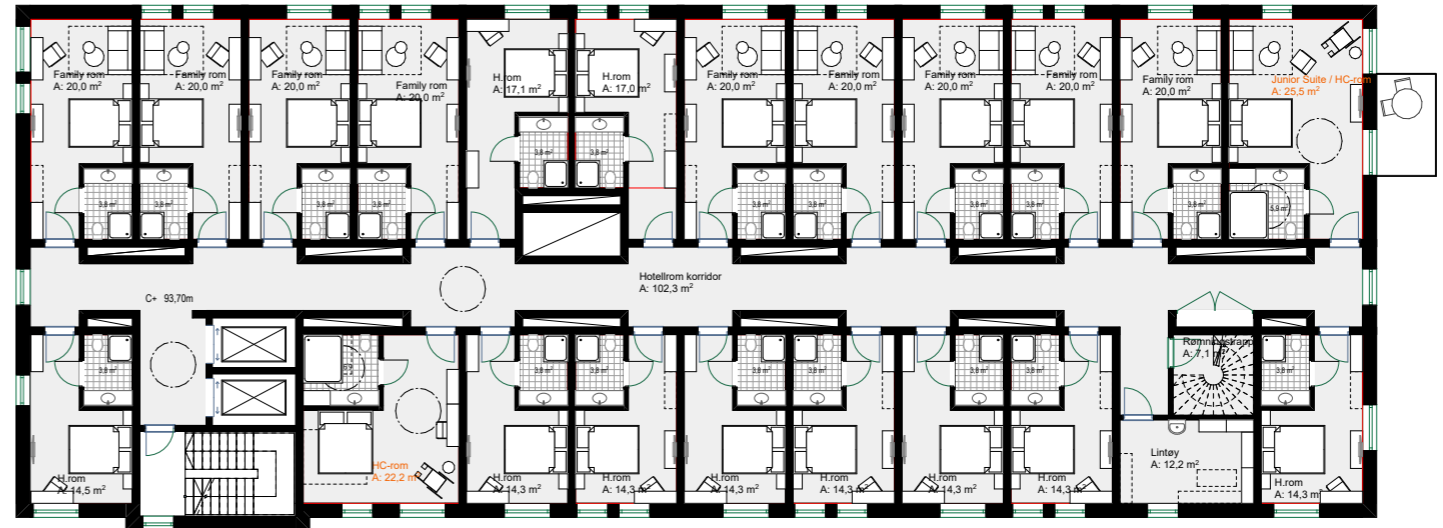 Family rom
A: 20,0 m²
Family rom
A: 20,0 m²
Family rom
A: 20,0 m²
Family rom
A: 20,0 m²
H.rom
A: 17,1 m²
H.rom
A: 17,0 m²
Family rom
A: 20,0 m²
Family rom
A: 20,0 m²
Family rom
A: 20,0 m²
Family rom
A: 20,0 m²
Family rom
A: 20,0 m²
Junior Suite / HC-rom
A: 25,5 m²
3,8 m²
3,8 m²
3,8 m²
3,8 m²
3,8 m²
3,8 m²
3,8 m²
3,8 m²
3,8 m²
3,8 m²
3,8 m²
5,9 m²
Hotellrom korridor
A: 102,3 m²
C+ 93,70m
3,8 m²
3,8 m²
3,8 m²
3,8 m²
3,8 m²
3,8 m²
3,8 m²
3,8 m²
Rømningstrapp
A: 7,1 m²
H.rom
A: 14,5 m²
HC-rom
A: 22,2 m²
H.rom
A: 14,3 m²
H.rom
A: 14,3 m²
H.rom
A: 14,3 m²
H.rom
A: 14,3 m²
H.rom
A: 14,3 m²
H.rom
A: 14,3 m²
Lintøy
A: 12,2 m²
H.rom
A: 14,3 m²